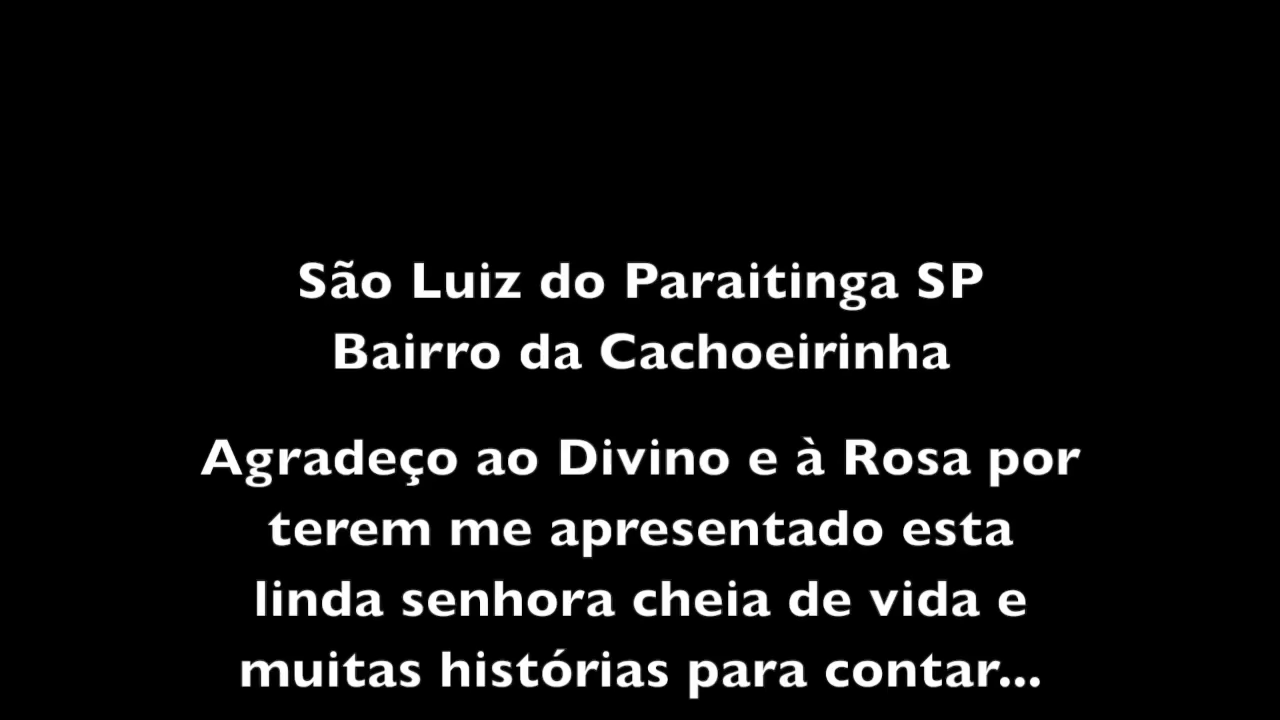 São Luiz do Paraitinga SP
Bairro da Cachoeirinha
Agradeço ao Divino e à Rosa por
terem me apresentado esta
linda senhora cheia de vida e
muitas histórias para contar...